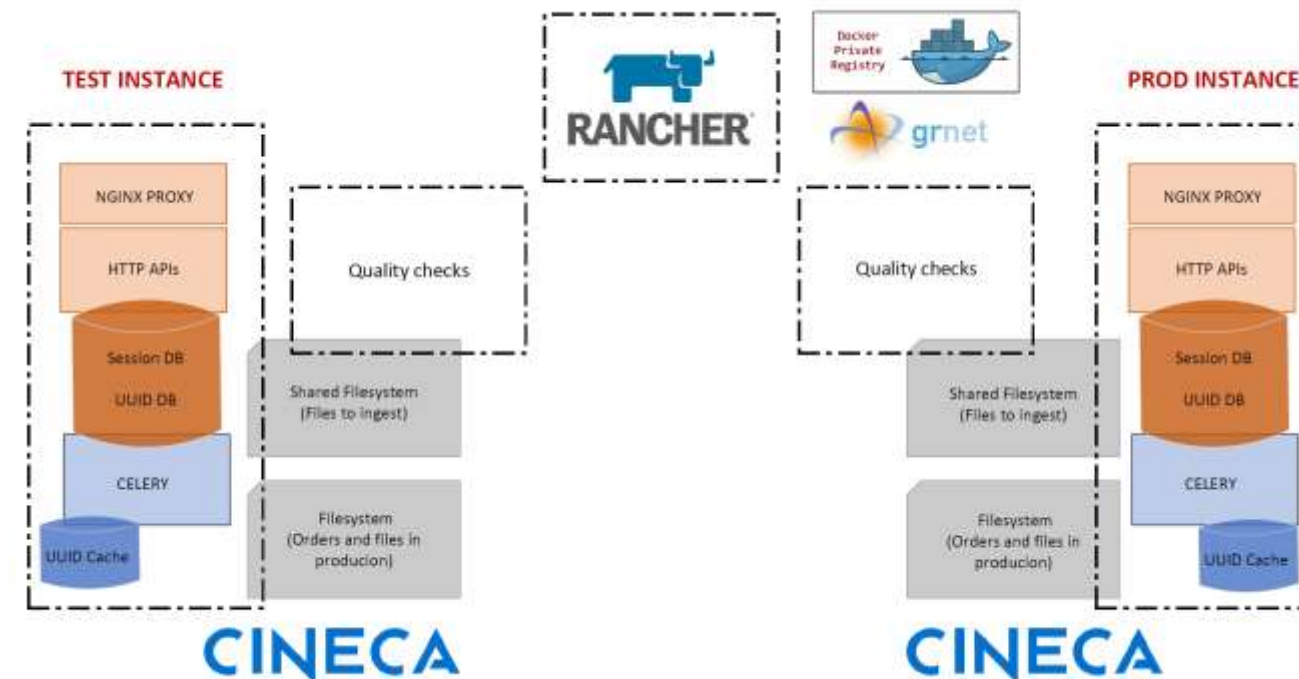 TEST INSTANCE
NGINX PROXY
HTTP APIs
Session DB
UUID DB
CELERY
UUID Cache
Quality checks
Shared Filesystem
(Files to ingest)
Filesystem
(Orders and files in
producion)
CINECA
RANCHER
Docker
Private
Registry
grnet
PROD INSTANCE
Quality checks
NGINX PROXY
HTTP APIs
Session DB
UUID DB
CELERY
UUID Cache
Shared Filesystem
(Files to ingest)
Filesystem
(Orders and files in
producion)
CINECA